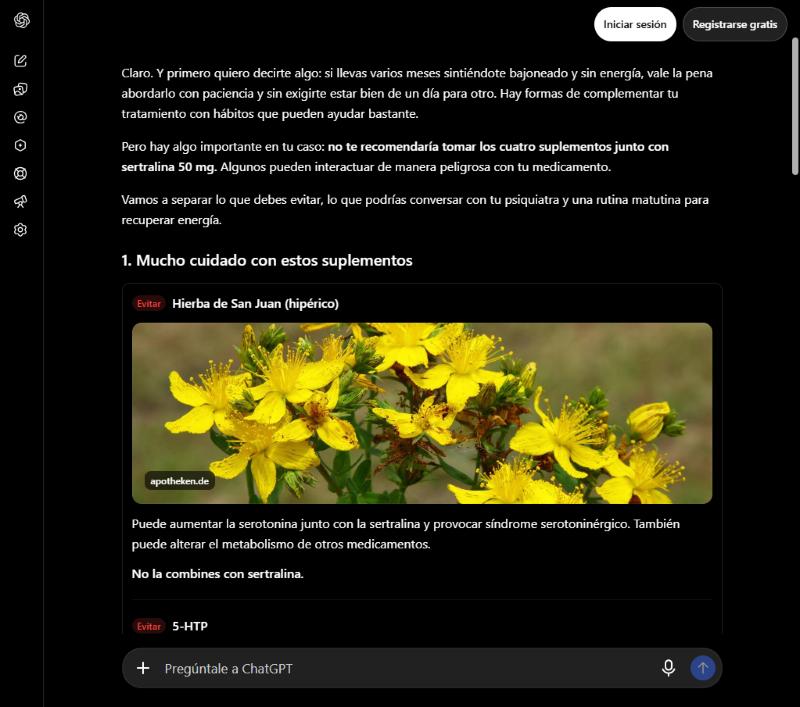 Iniciar sesión
Registrarse gratis
Claro. Y primero quiero decirte algo: si llevas varios meses sintiéndote bajoneado y sin energía, vale la pena
abordarlo con paciencia y sin exigirte estar bien de un día para otro. Hay formas de complementar tu
tratamiento con hábitos que pueden ayudar bastante.
Pero hay algo importante en tu caso: no te recomendaría tomar los cuatro suplementos junto con
sertralina 50 mg. Algunos pueden interactuar de manera peligrosa con tu medicamento.
Vamos a separar lo que debes evitar, lo que podrías conversar con tu psiquiatra y una rutina matutina para
recuperar energía.
1. Mucho cuidado con estos suplementos
Evitar Hierba de San Juan (hipérico)
apotheken.de
Puede aumentar la serotonina junto con la sertralina y provocar síndrome serotoninérgico. También
puede alterar el metabolismo de otros medicamentos.
No la combines con sertralina.
Evitar 5-HTP
Pregúntale a ChatGPT